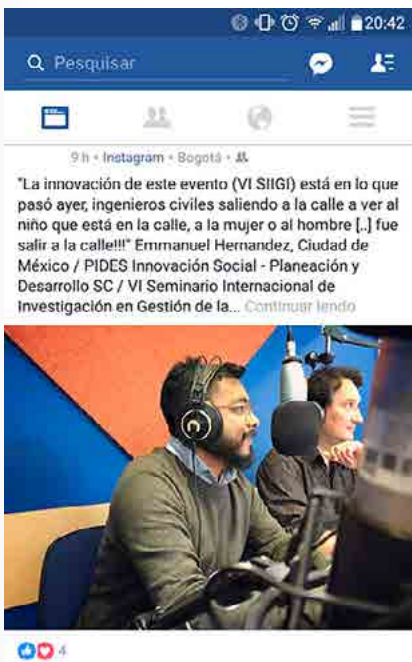 20:42
Pesquisar
9 h • Instagram • Bogotá •
"La innovación de este evento (VI SIIGI) está en lo que
pasó ayer, ingenieros civiles saliendo a la calle a ver al
niño que está en la calle, a la mujer o al hombre [..] fue
salir a la calle!!!" Emmanuel Hernandez, Ciudad de
México / PIDES Innovación Social - Planeación y
Desarrollo SC / VI Seminario Internacional de
Investigación en Gestión de la... Continuar lendo
4